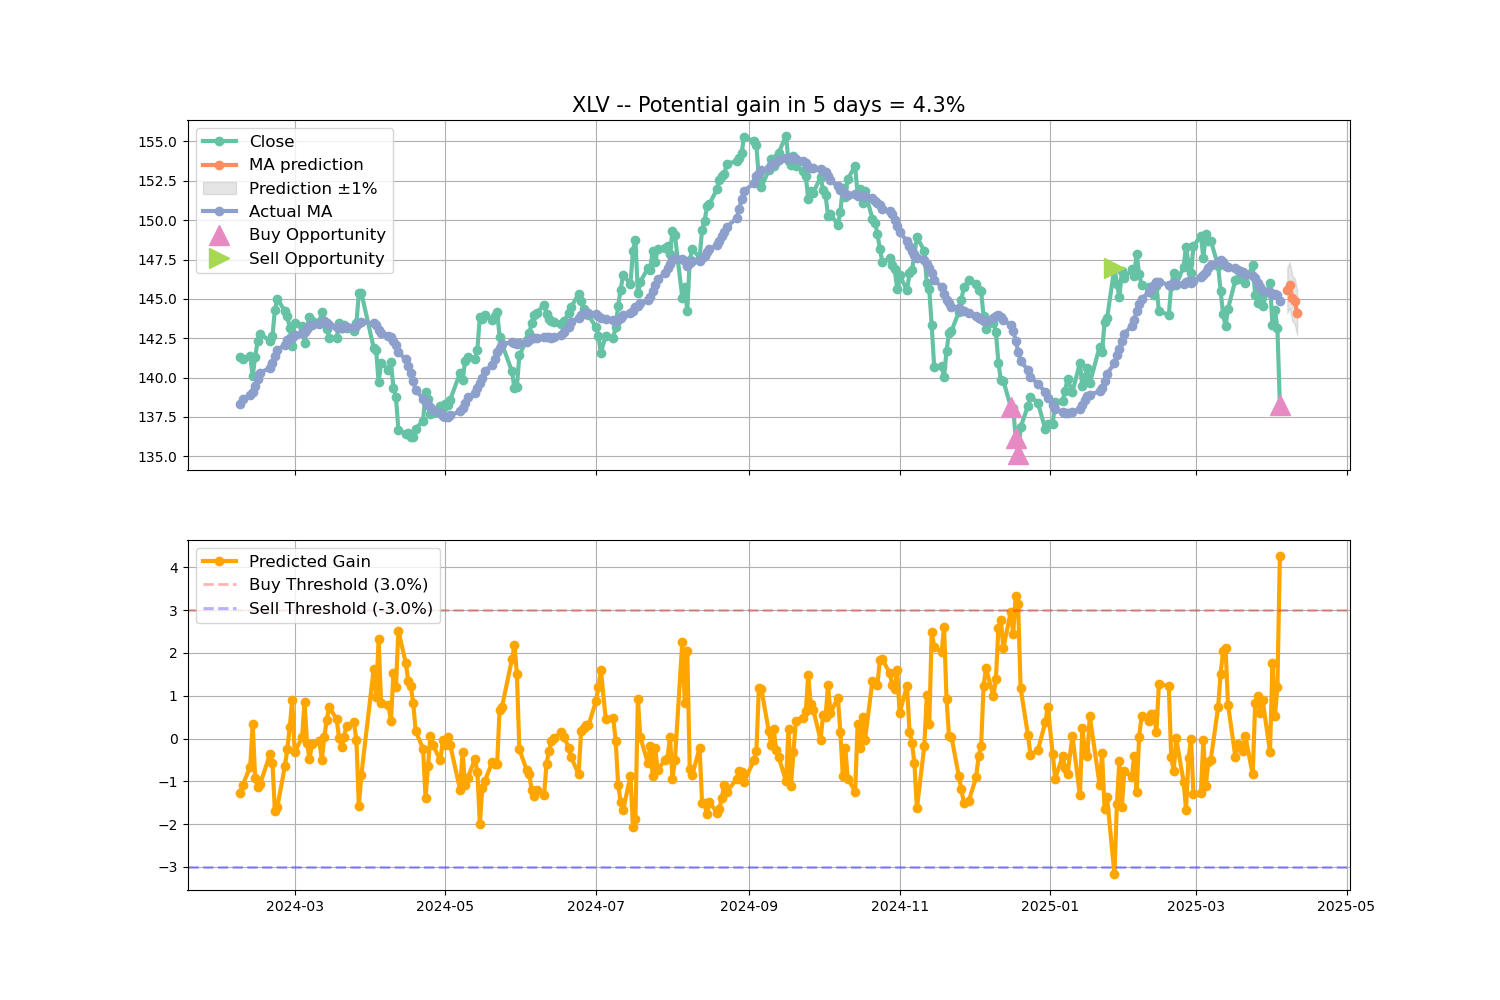 XLV -- Potential gain in 5 days = 4.3%
155.0
152.5
150.0
147.5
145.0
142.5
140.0
137.5
135.0
Close
MA prediction
Prediction ±1%
Actual MA
Buy Opportunity
Sell Opportunity
4
3
2
1
0
−1
−2
−3
Predicted Gain
Buy Threshold (3.0%)
Sell Threshold (-3.0%)
2024-03
2024-05
2024-07
2024-09
2024-11
2025-01
2025-03
2025-05